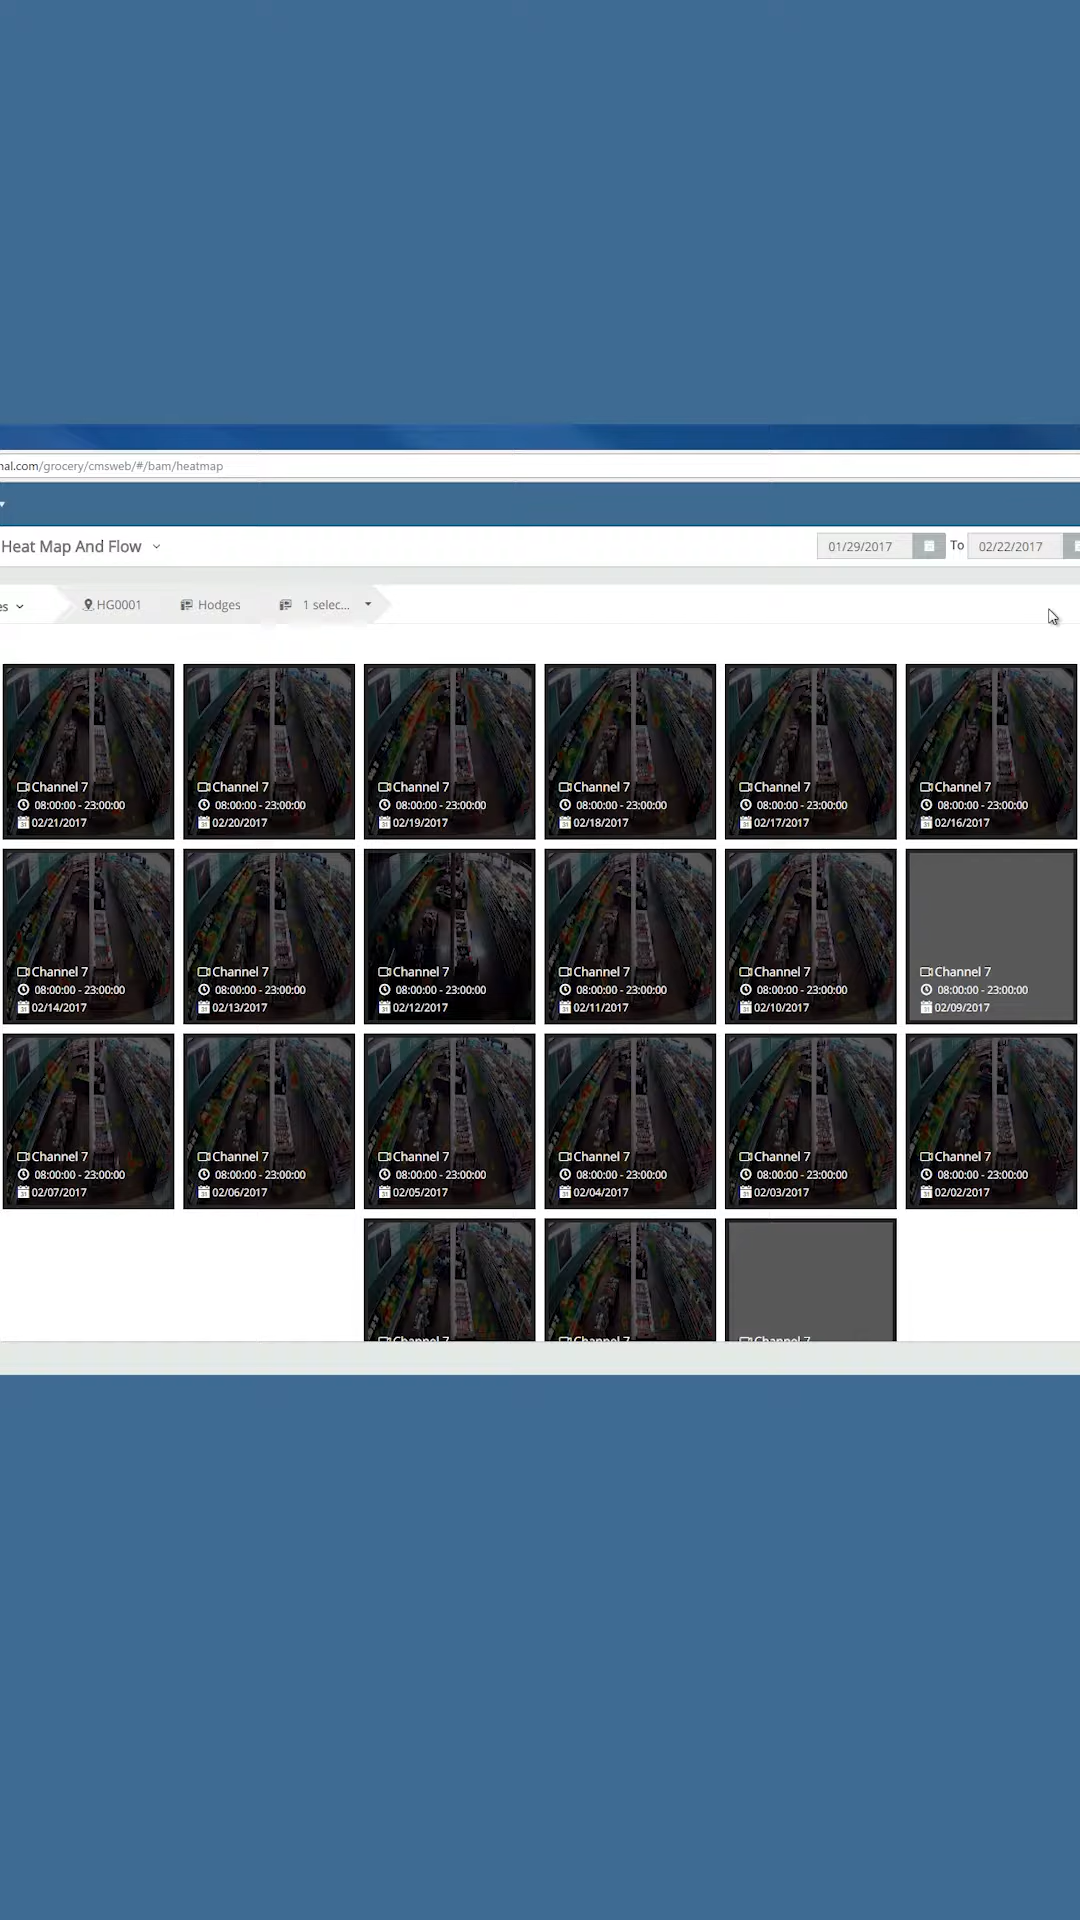 nal.com/grocery/cmsweb/#/bam/heatmap
Heat Map And Flow
01/29/2017 To 02/22/2017
es HG0001 Hodges 1 selec...
Channel 7 Channel 7 Channel 7 Channel 7 Channel 7 Channel 7
08:00:00 - 23:00:00 08:00:00 - 23:00:00 08:00:00 - 23:00:00 08:00:00 - 23:00:00 08:00:00 - 23:00:00 08:00:00 - 23:00:00
02/21/2017 02/20/2017 02/19/2017 02/18/2017 02/17/2017 02/16/2017
Channel 7 Channel 7 Channel 7 Channel 7 Channel 7 Channel 7
08:00:00 - 23:00:00 08:00:00 - 23:00:00 08:00:00 - 23:00:00 08:00:00 - 23:00:00 08:00:00 - 23:00:00 08:00:00 - 23:00:00
02/14/2017 02/13/2017 02/12/2017 02/11/2017 02/10/2017 02/09/2017
Channel 7 Channel 7 Channel 7 Channel 7 Channel 7 Channel 7
08:00:00 - 23:00:00 08:00:00 - 23:00:00 08:00:00 - 23:00:00 08:00:00 - 23:00:00 08:00:00 - 23:00:00 08:00:00 - 23:00:00
02/07/2017 02/06/2017 02/05/2017 02/04/2017 02/03/2017 02/02/2017
Channel 7 Channel 7 Channel 7